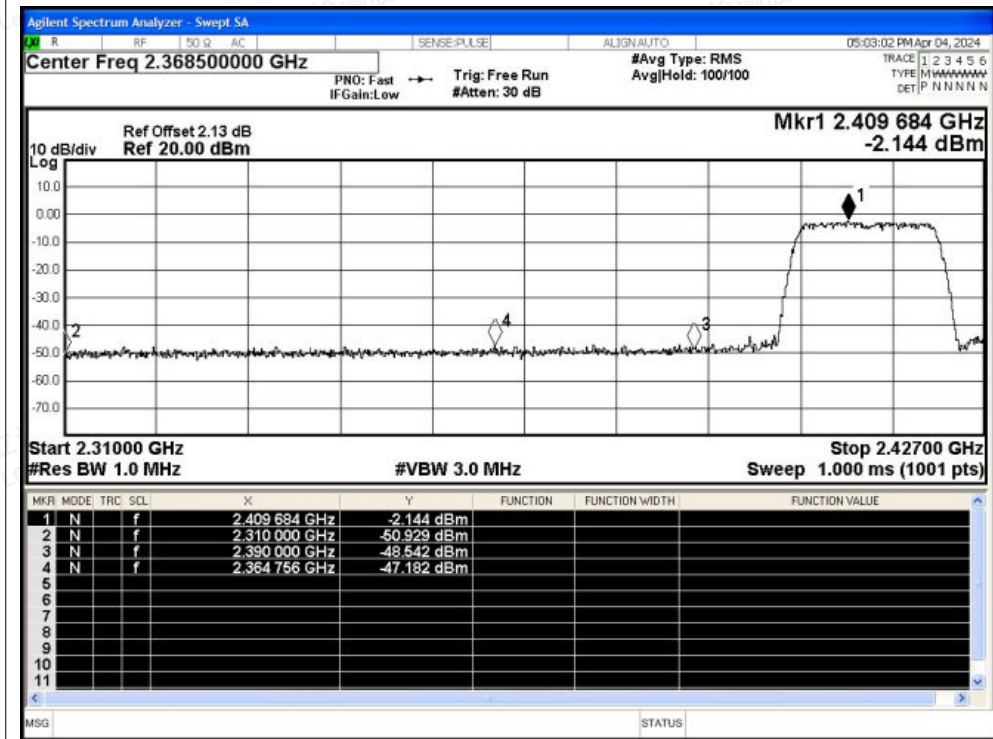 Agilent Spectrum Analyzer - Swept SA
LXI R RF 50 Ω AC SENSE:PULSE ALIGN AUTO 05:03:02 PM Apr 04, 2024
Center Freq 2.368500000 GHz
PNO: Fast
IFGain:Low
Trig: Free Run
#Atten: 30 dB
#Avg Type: RMS
Avg|Hold: 100/100
TRACE 1 2 3 4 5 6
TYPE M WWWWW
DET P N N N N N
Mkr1 2.409 684 GHz
-2.144 dBm
Ref Offset 2.13 dB
10 dB/div Ref 20.00 dBm
Log
10.0
0.00
-10.0
-20.0
-30.0
-40.0
-50.0
-60.0
-70.0
1
2
4
3
Start 2.31000 GHz Stop 2.42700 GHz
#Res BW 1.0 MHz #VBW 3.0 MHz Sweep 1.000 ms (1001 pts)
MKR MODE TRC SCL X Y FUNCTION FUNCTION WIDTH FUNCTION VALUE
1 N f 2.409 684 GHz -2.144 dBm
2 N f 2.310 000 GHz -50.929 dBm
3 N f 2.390 000 GHz -48.542 dBm
4 N f 2.364 756 GHz -47.182 dBm
5
6
7
8
9
10
11
MSG STATUS